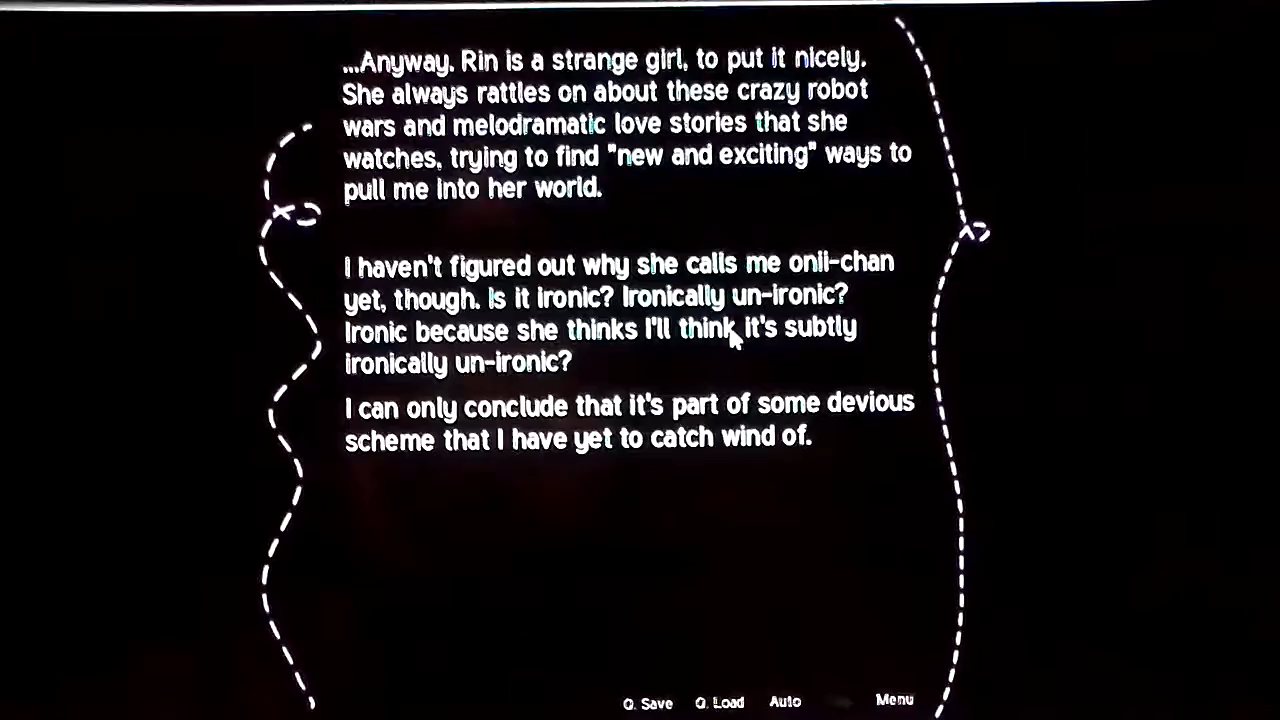 ...Anyway. Rin is a strange girl, to put it nicely.
She always rattles on about these crazy robot
wars and melodramatic love stories that she
watches, trying to find "new and exciting" ways to
pull me into her world.
I haven't figured out why she calls me onii-chan
yet, though. Is it ironic? Ironically un-ironic?
Ironic because she thinks I'll think it's subtly
ironically un-ironic?
I can only conclude that it's part of some devious
scheme that I have yet to catch wind of.
Q. Save Q. Load Auto Menu